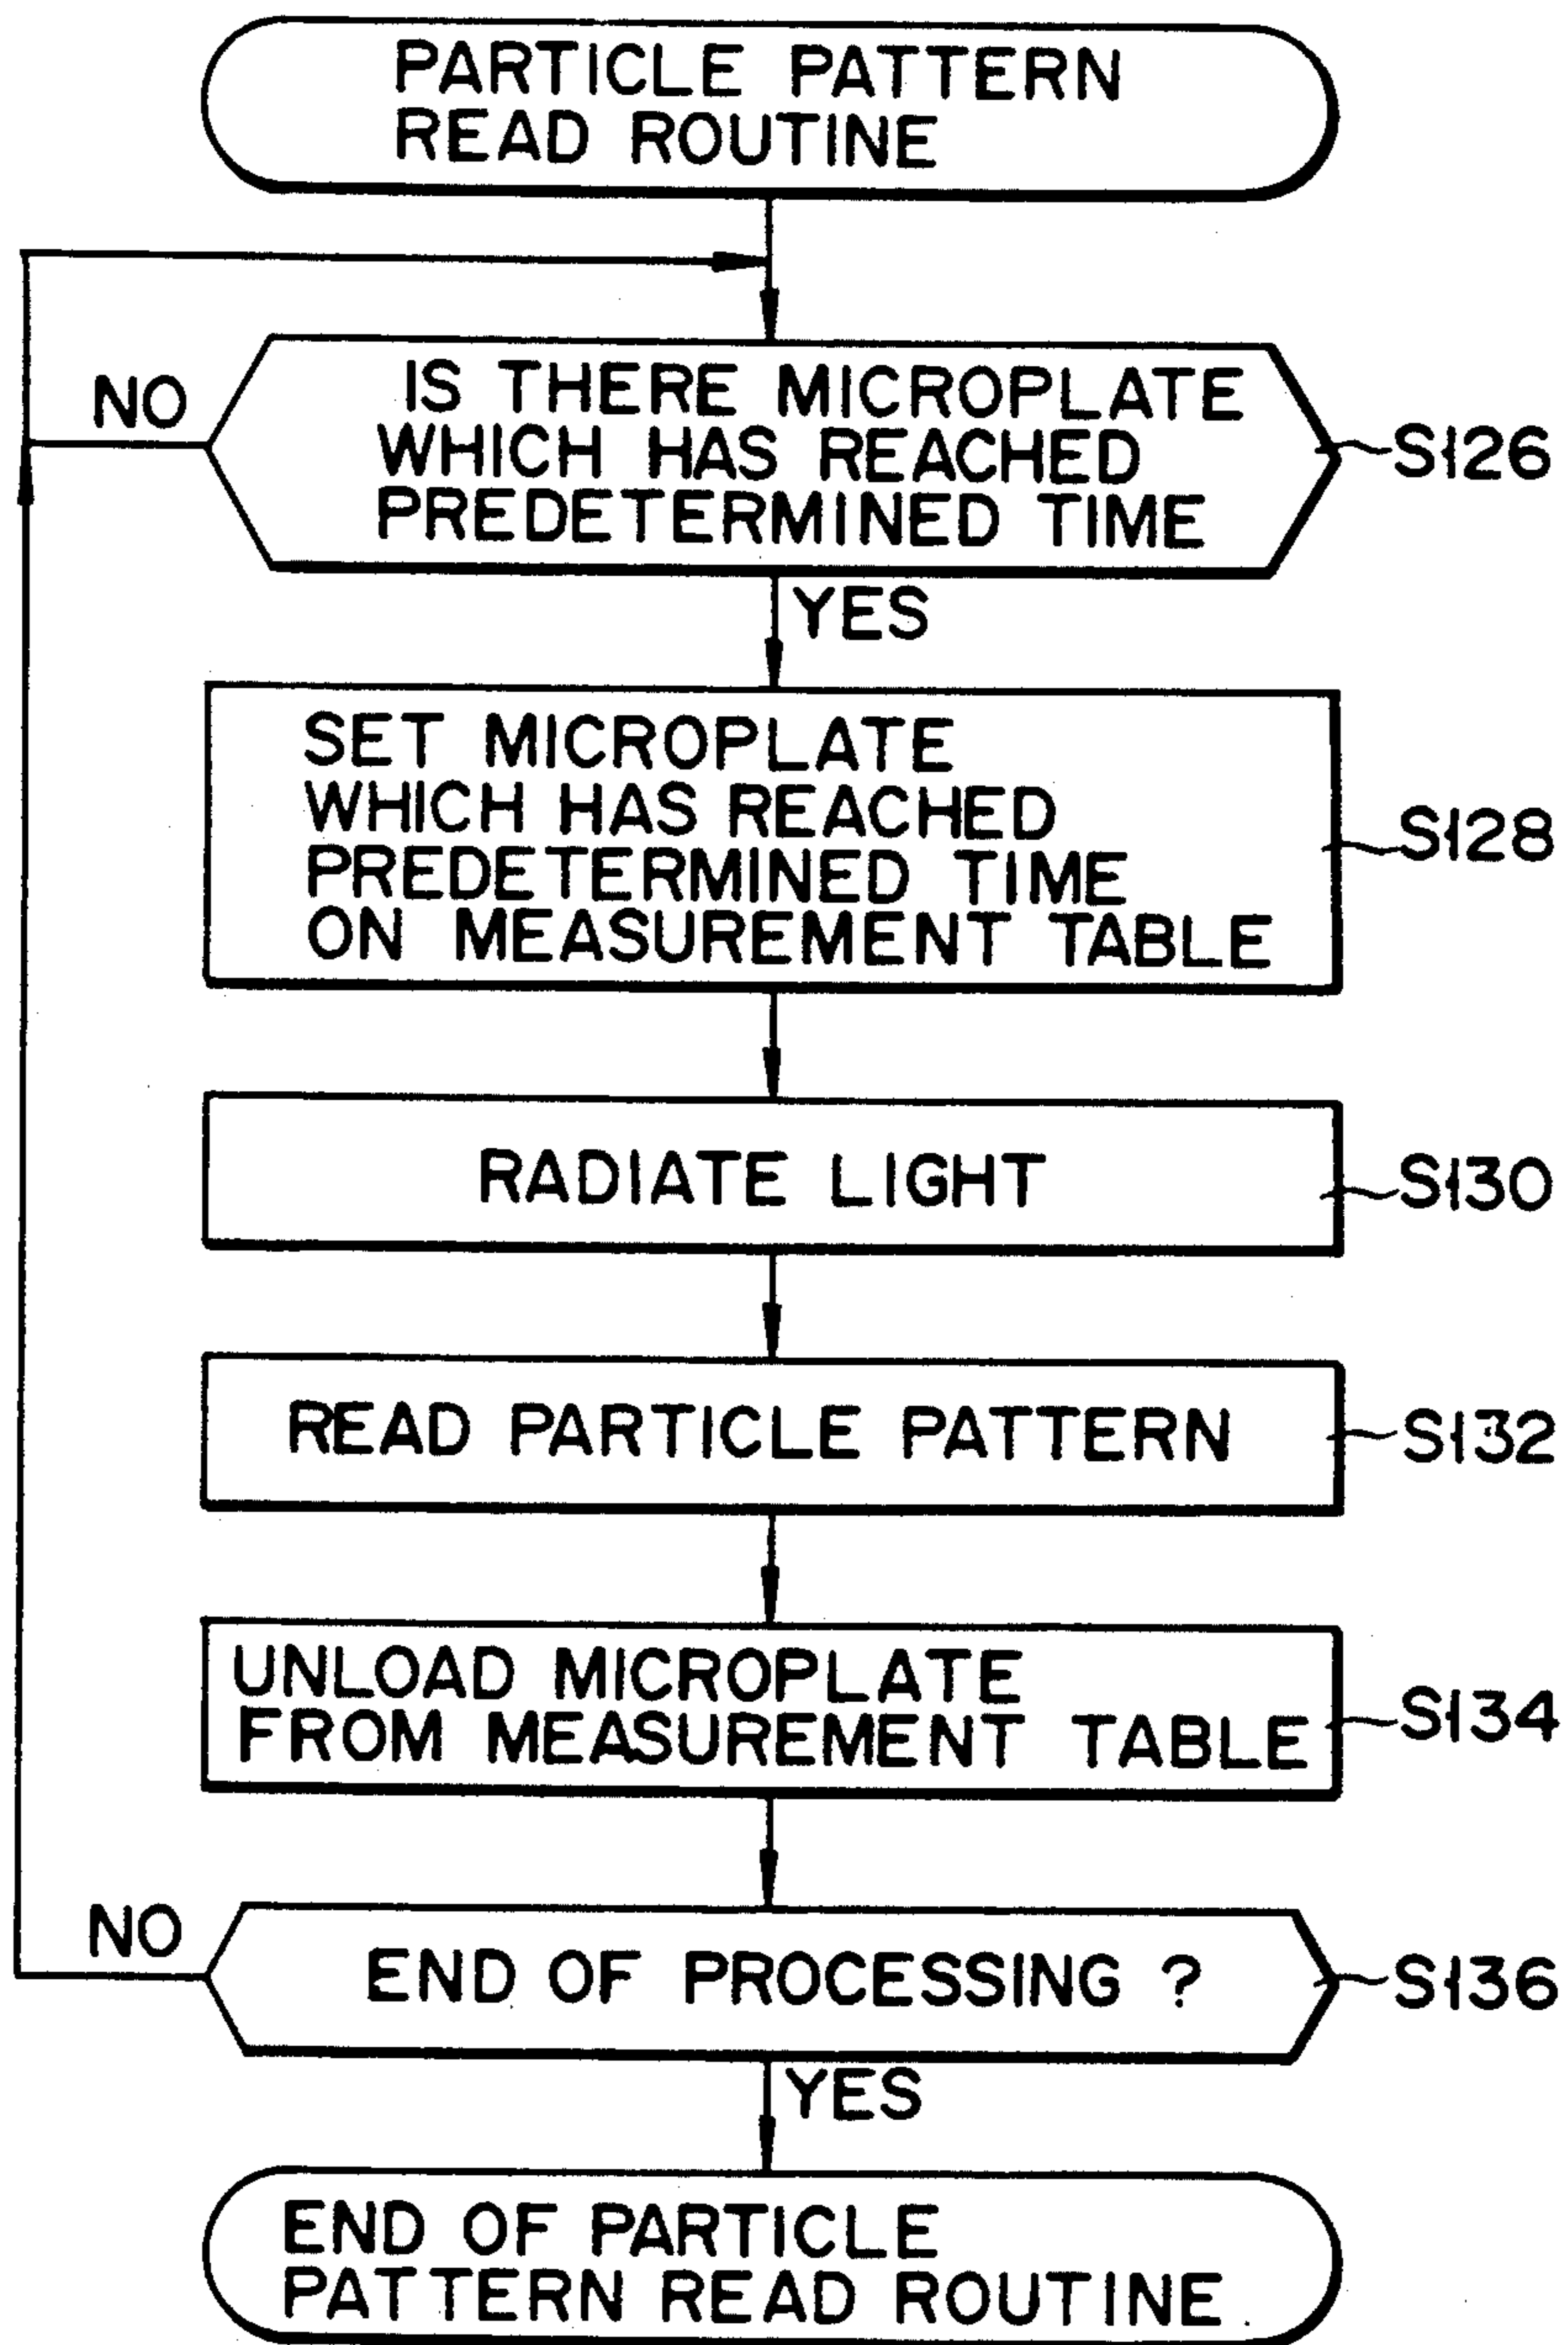 PARTICLE PATTERN
READ ROUTINE
IS THERE MICROPLATE
NO
WHICH HAS REACHED
S126
PREDETERMINED TIME
YES
SET MICROPLATE
WHICH HAS REACHED
S128
PREDETERMINED TIME
ON MEASUREMENT TABLE
RADIATE LIGHT
S130
READ PARTICLE PATTERN
S132
UNLOAD MICROPLATE
FROM MEASUREMENT TABLE
S134
NO
END OF PROCESSING ?
S136
YES
END OF PARTICLE
PATTERN READ ROUTINE